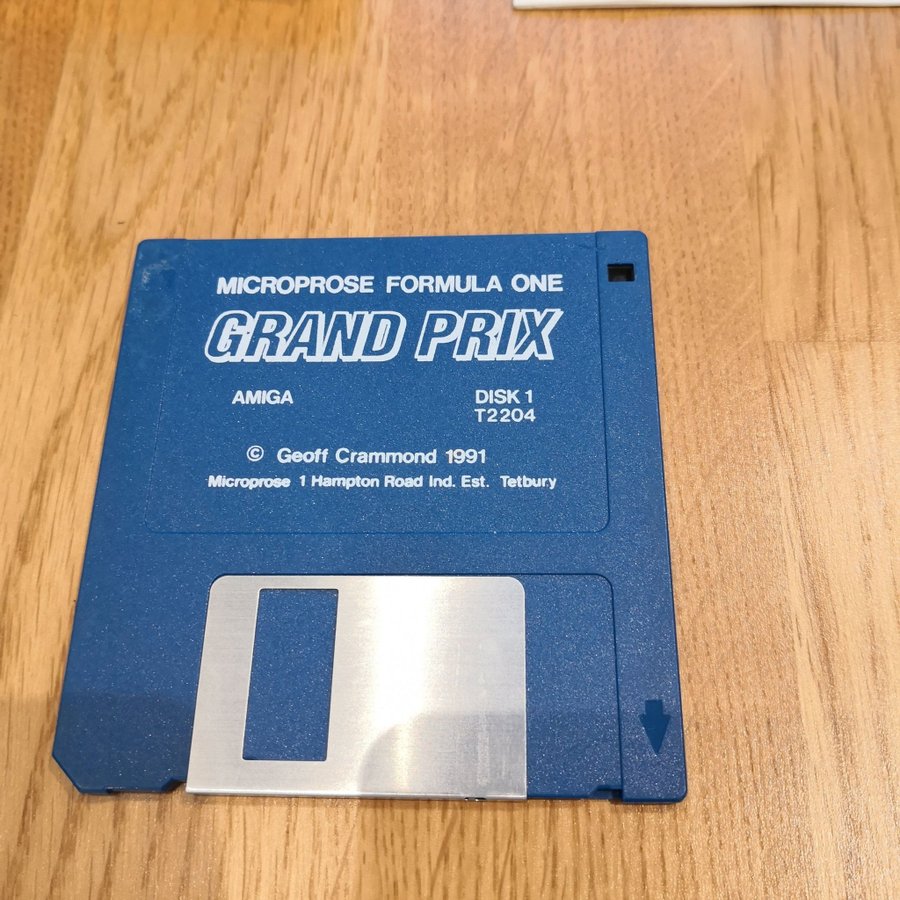 MICROPROSE FORMULA ONE
GRAND PRIX
AMIGA DISK 1
T2204
© Geoff Crammond 1991
Microprose 1 Hampton Road Ind. Est. Tetbury